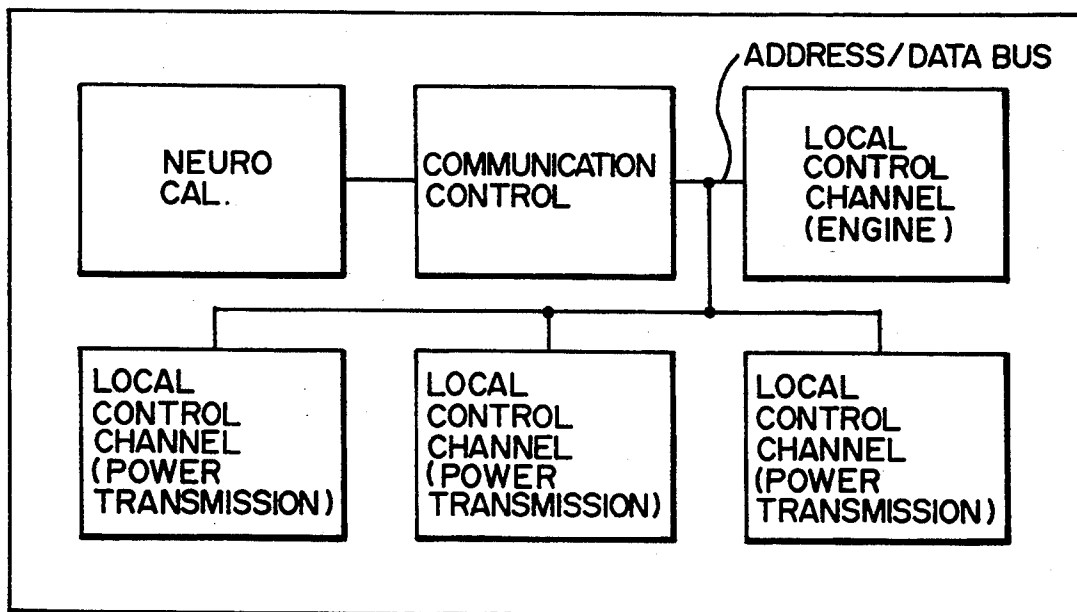 ADDRESS/DATA BUS
NEURO
CAL.
COMMUNICATION
CONTROL
LOCAL
CONTROL
CHANNEL
(ENGINE)
LOCAL
CONTROL
CHANNEL
(POWER
TRANSMISSION)
LOCAL
CONTROL
CHANNEL
(POWER
TRANSMISSION)
LOCAL
CONTROL
CHANNEL
(POWER
TRANSMISSION)